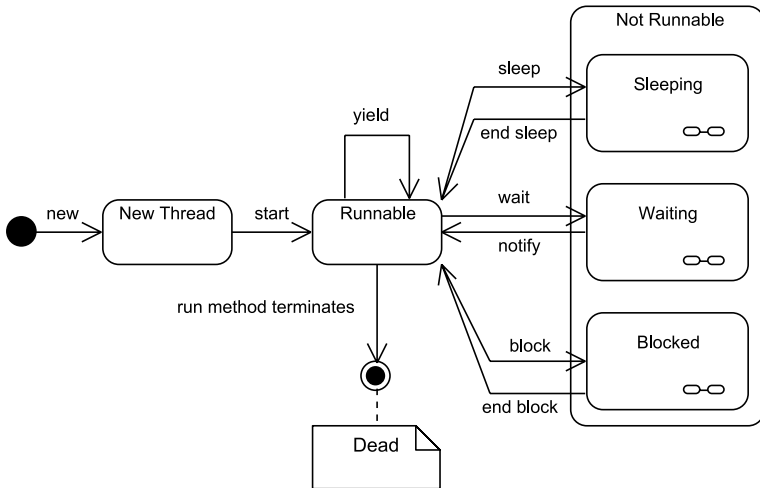 Not Runnable
sleep
Sleeping
yield
end sleep
new
New Thread
start
Runnable
wait
Waiting
notify
run method terminates
block
Blocked
end block
Dead